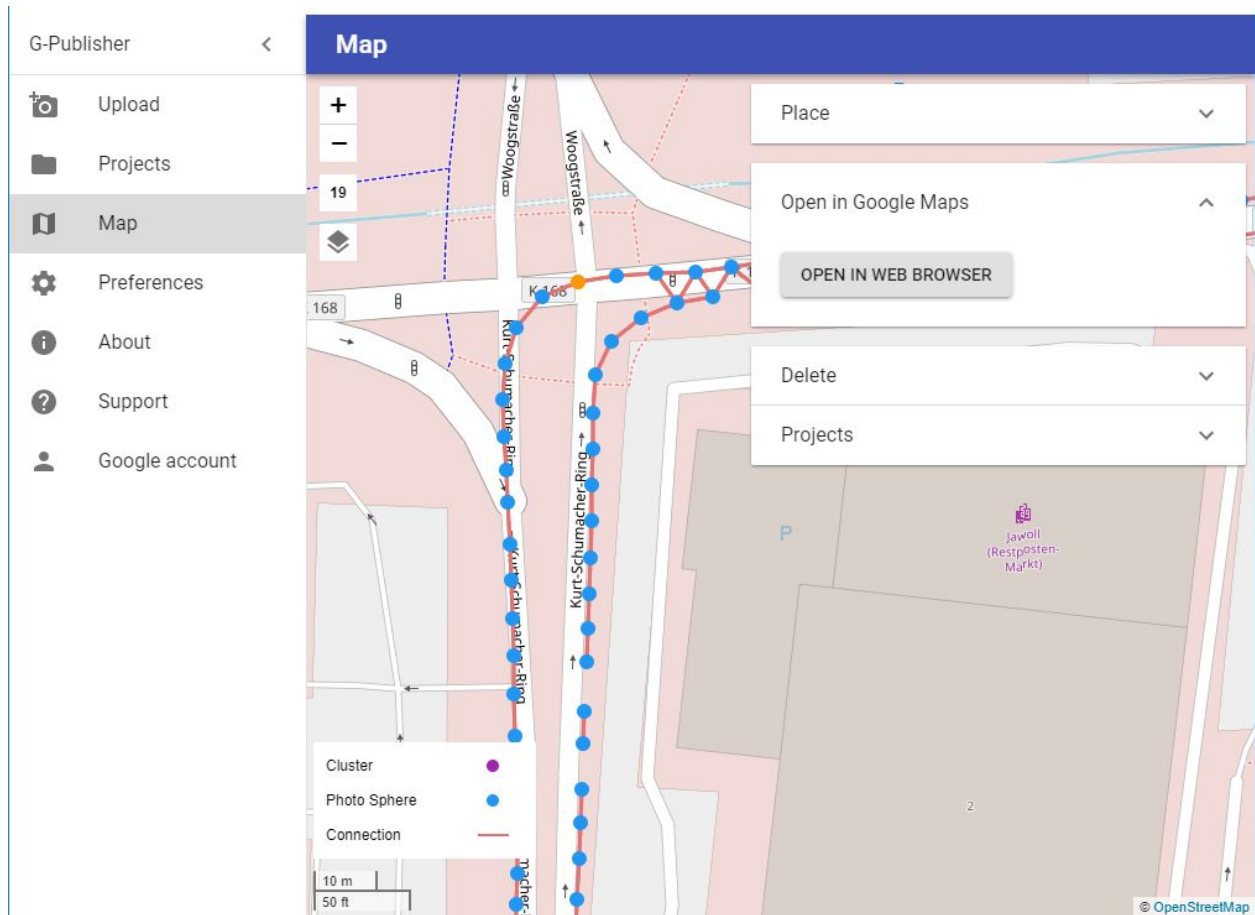 G-Publisher
Upload
Projects
Map
Preferences
About
Support
Google account
Map
+
−
19
Place
Open in Google Maps
OPEN IN WEB BROWSER
Delete
Projects
Woogstraße
Woogstraße
K 168
168
Kurt-Schumacher-Ring
Kurt-Schumacher-Ring
Kurt-Schumacher-Ring
P
Jawoll
(Restposten-
Markt)
2
Cluster
Photo Sphere
Connection
10 m
50 ft
© OpenStreetMap